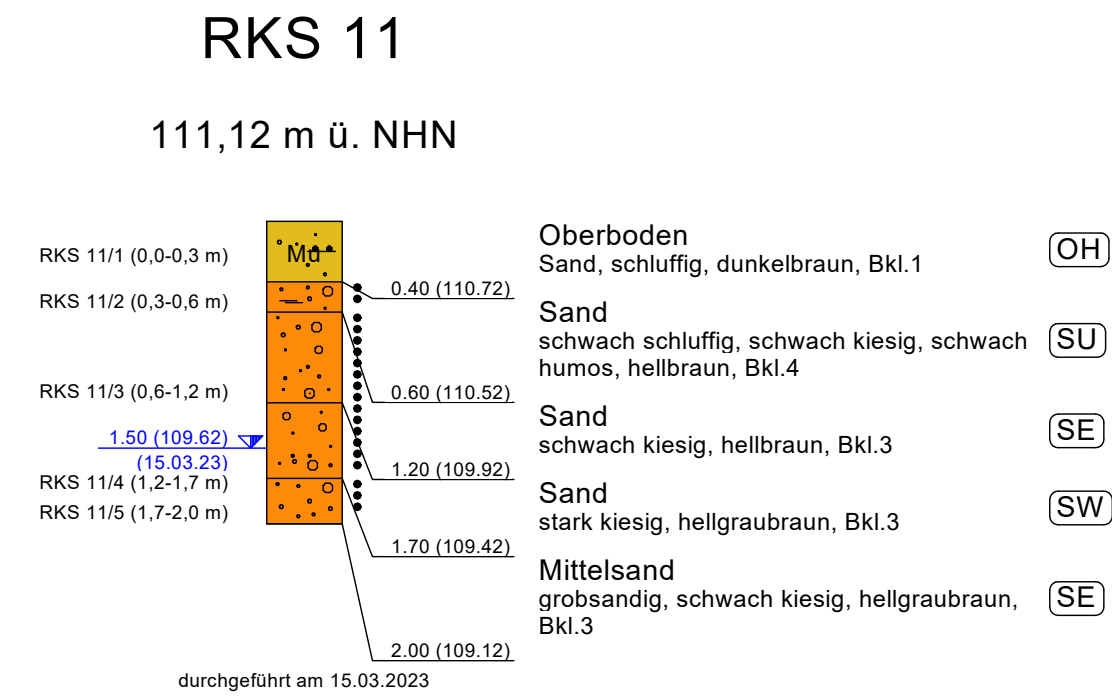 RKS 11
111,12 m ü. NHN
RKS 11/1 (0,0-0,3 m)
Mu
Oberboden
Sand, schluffig, dunkelbraun, Bkl.1
OH
RKS 11/2 (0,3-0,6 m)
0.40 (110.72)
Sand
schwach schluffig, schwach kiesig, schwach
humos, hellbraun, Bkl.4
SU
RKS 11/3 (0,6-1,2 m)
0.60 (110.52)
Sand
schwach kiesig, hellbraun, Bkl.3
SE
1.50 (109.62)
(15.03.23)
1.20 (109.92)
RKS 11/4 (1,2-1,7 m)
Sand
stark kiesig, hellgraubraun, Bkl.3
SW
RKS 11/5 (1,7-2,0 m)
1.70 (109.42)
Mittelsand
grobsandig, schwach kiesig, hellgraubraun,
Bkl.3
SE
2.00 (109.12)
durchgeführt am 15.03.2023